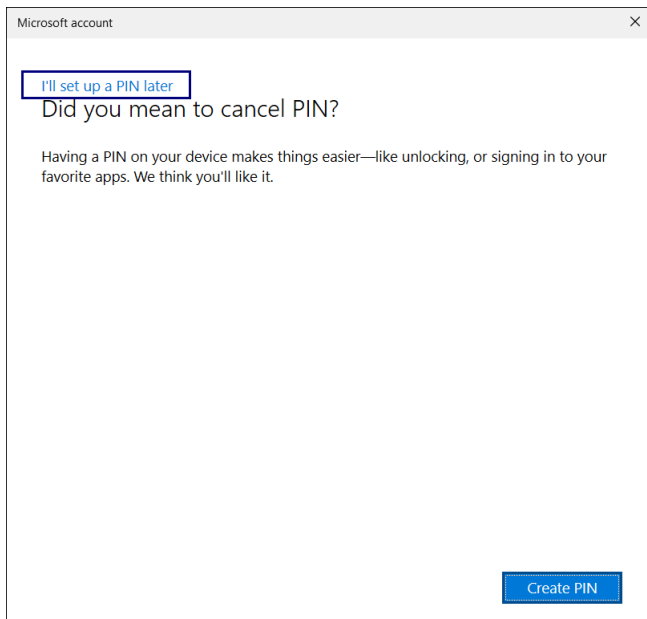 Microsoft account
I'll set up a PIN later
Did you mean to cancel PIN?
Having a PIN on your device makes things easier—like unlocking, or signing in to your
favorite apps. We think you'll like it.
Create PIN